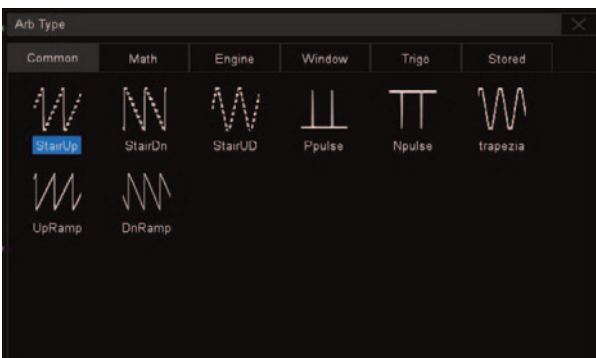 Arb Type
Common Math Engine Window Trigo Stored
StairUp StairDn StairUD Ppulse Npulse trapezia
UpRamp DnRamp